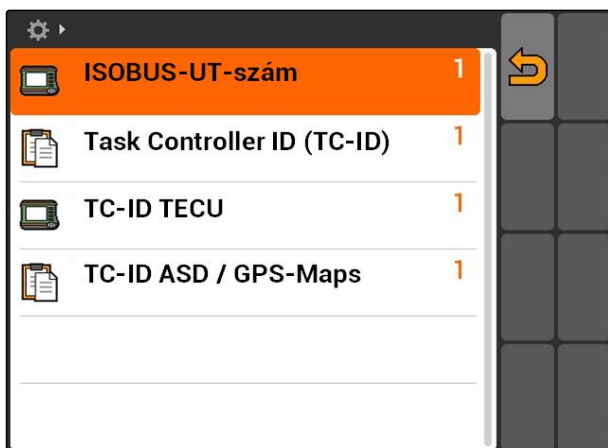 ISOBUS-UT-szám 1
Task Controller ID (TC-ID) 1
TC-ID TECU 1
TC-ID ASD / GPS-Maps 1